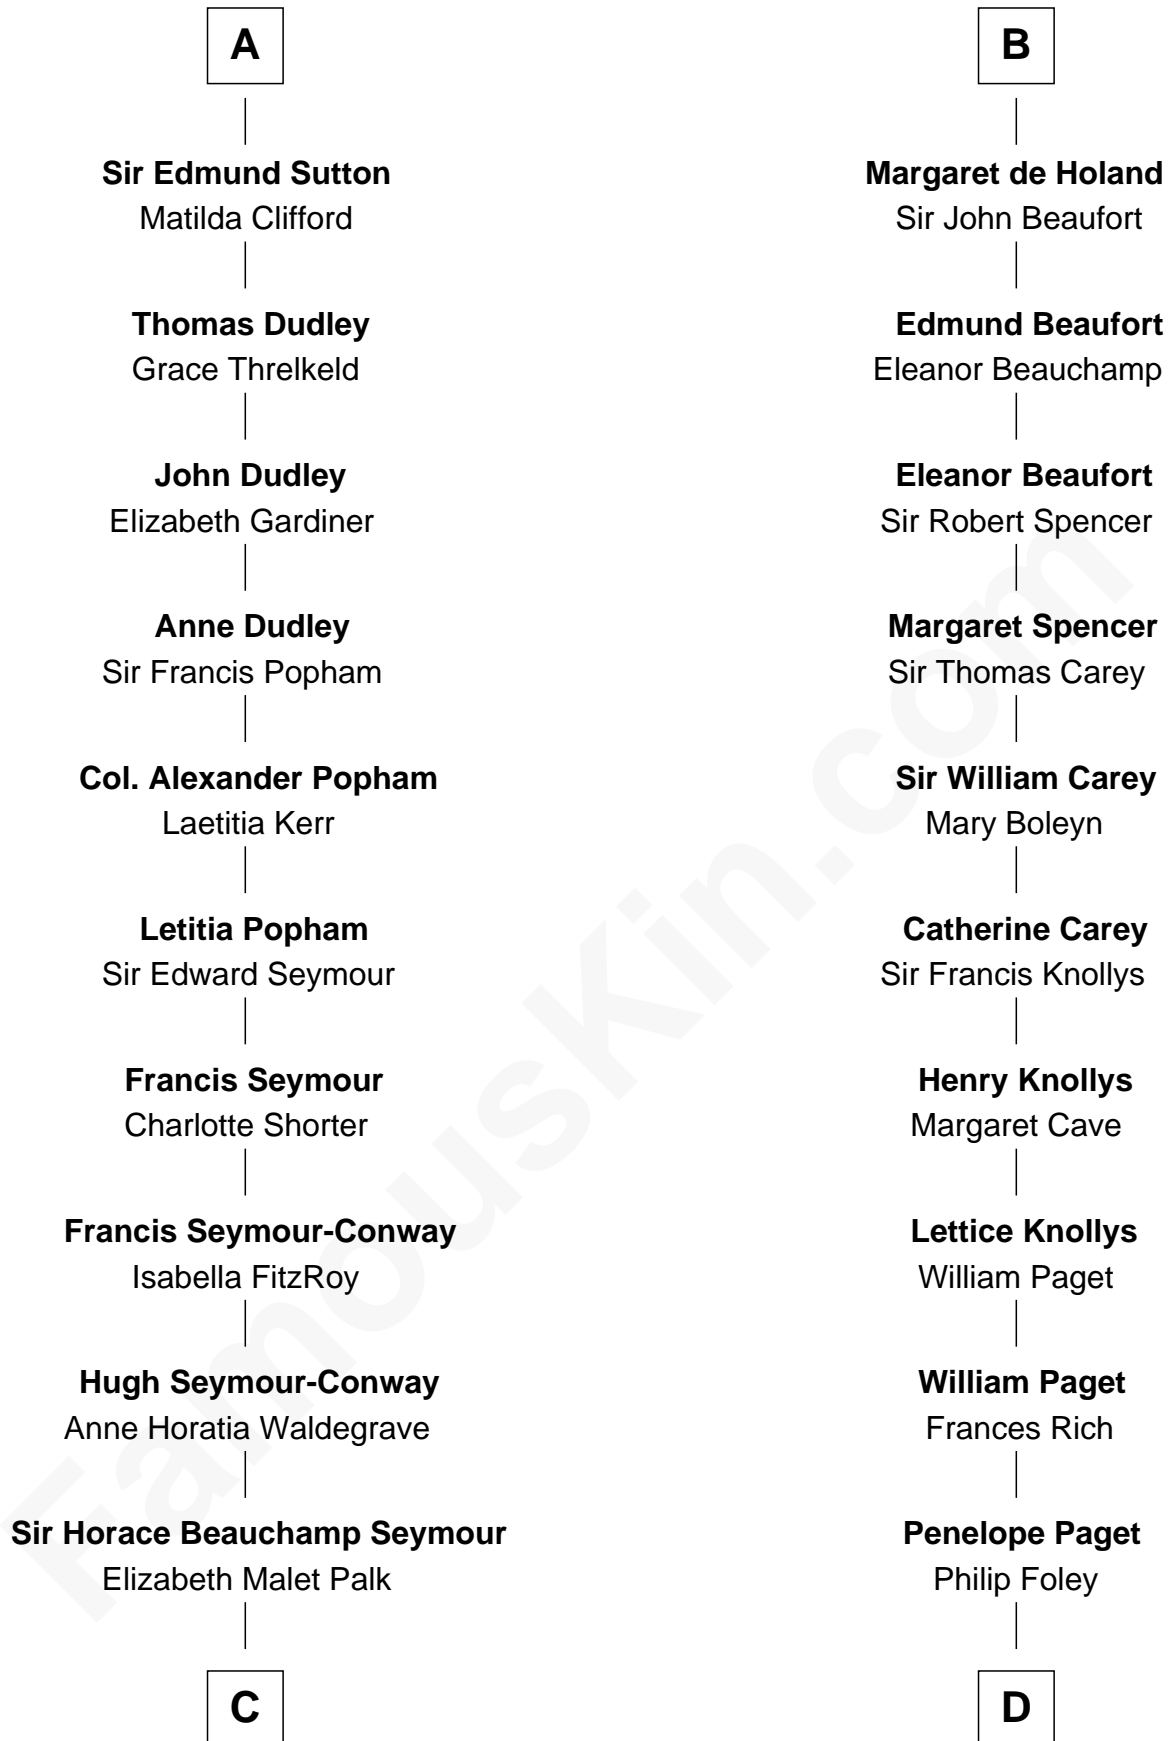 A
Sir Edmund Sutton
Matilda Clifford
Thomas Dudley
Grace Threlkeld
John Dudley
Elizabeth Gardiner
Anne Dudley
Sir Francis Popham
Col. Alexander Popham
Laetitia Kerr
Letitia Popham
Sir Edward Seymour
Francis Seymour
Charlotte Shorter
Francis Seymour-Conway
Isabella FitzRoy
Hugh Seymour-Conway
Anne Horatia Waldegrave
Sir Horace Beauchamp Seymour
Elizabeth Malet Palk
C
B
Margaret de Holand
Sir John Beaufort
Edmund Beaufort
Eleanor Beauchamp
Eleanor Beaufort
Sir Robert Spencer
Margaret Spencer
Sir Thomas Carey
Sir William Carey
Mary Boleyn
Catherine Carey
Sir Francis Knollys
Henry Knollys
Margaret Cave
Lettice Knollys
William Paget
William Paget
Frances Rich
Penelope Paget
Philip Foley
D
FamousKin.com